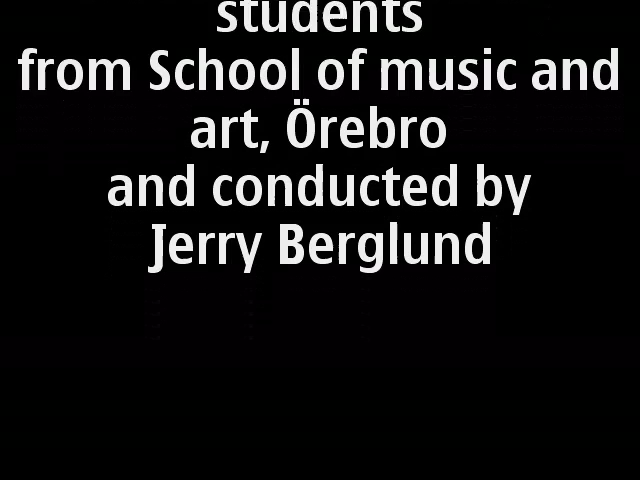 students
from School of music and
art, Örebro
and conducted by
Jerry Berglund